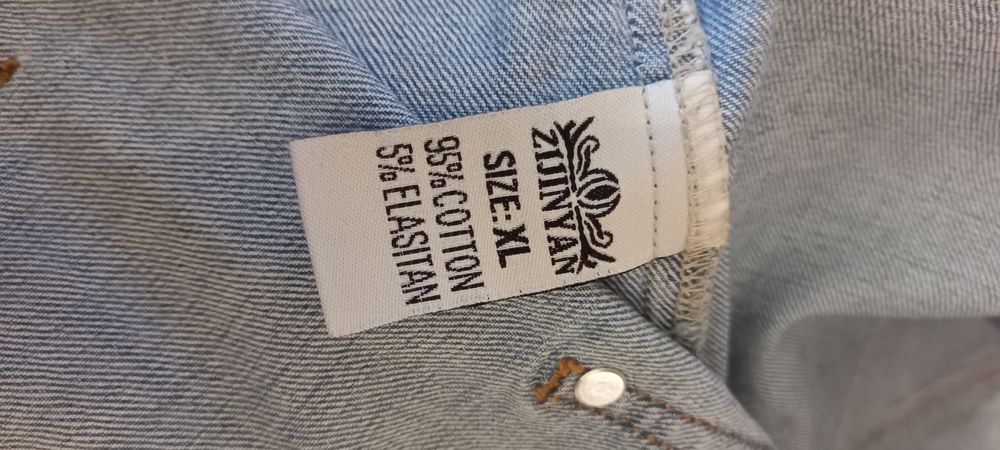 ZIJINYAN
SIZE:XL
95%COTTON
5%ELASITAN